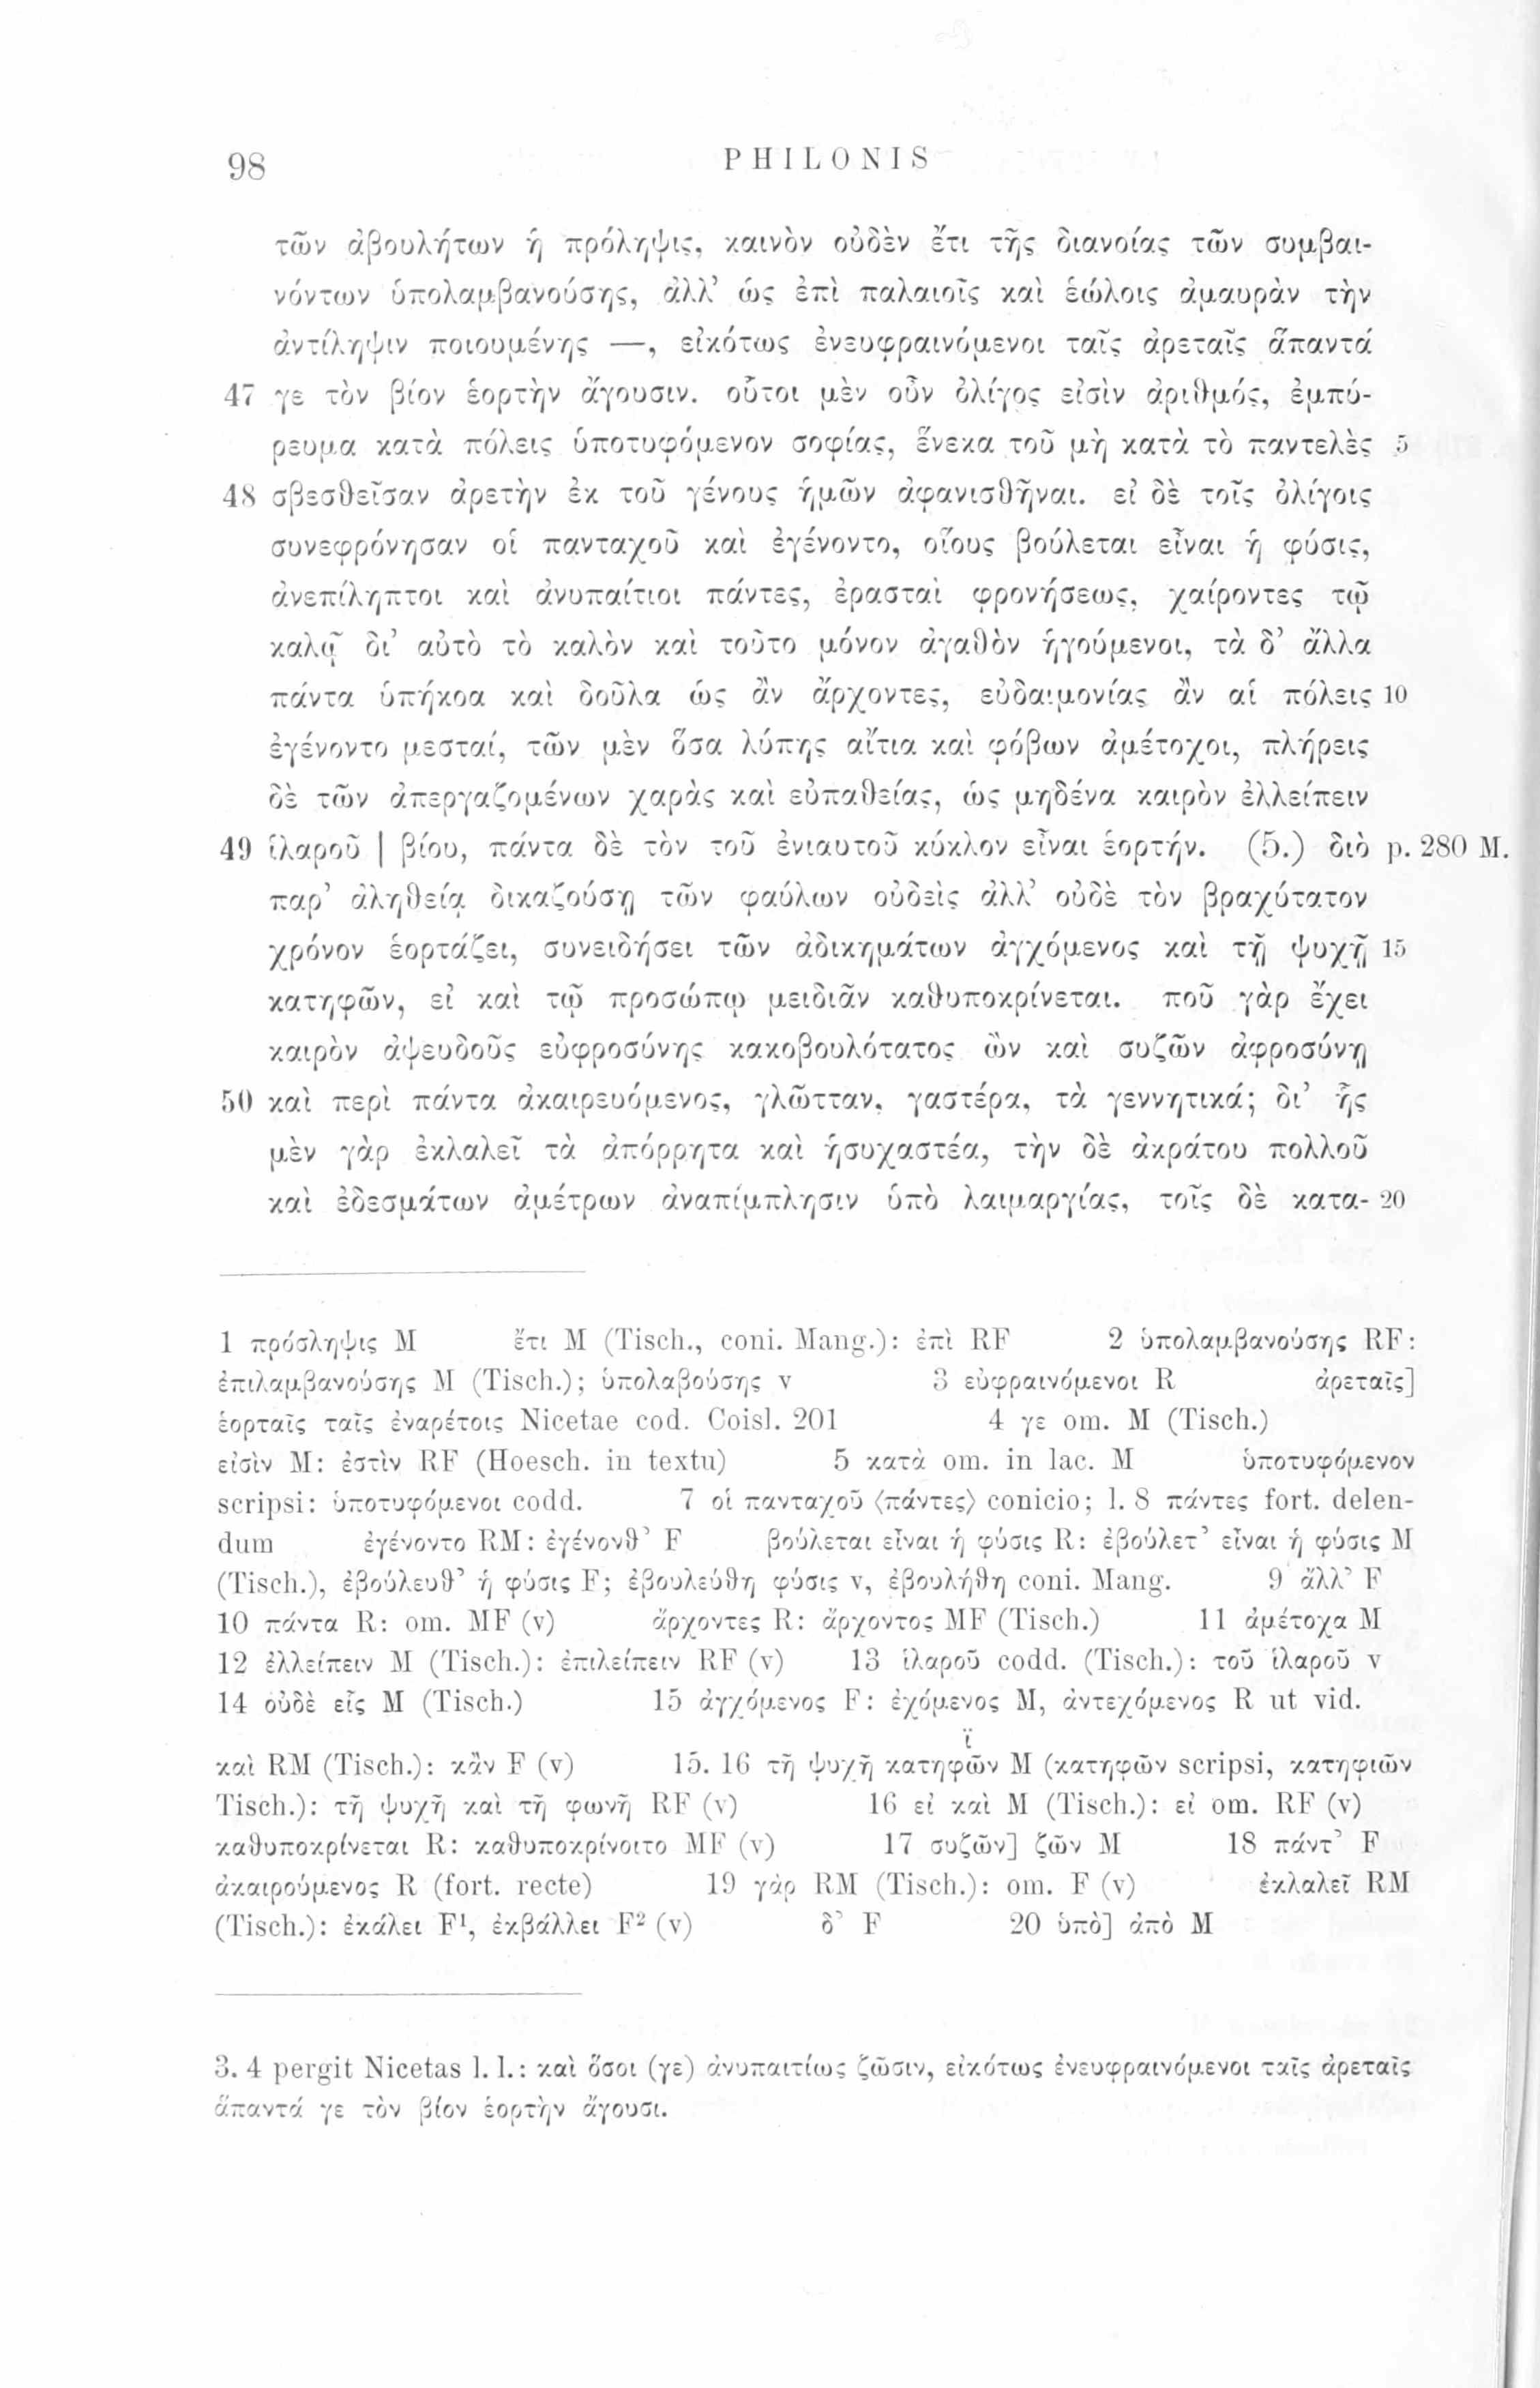 98 PHILONIS
τῶν ἀβουλήτων ἡ πρόληψις, καινὸν οὐδὲν ἔτι τῆς διανοίας τῶν συμβαι-
νόντων ὑπολαμβανούσης, ἀλλ’ ὡς ἐπὶ παλαιοῖς καὶ ἑώλοις ἀμαυρὰν τὴν
ἀντίληψιν ποιουμένης —, εἰκότως ἐνευφραινόμενοι ταῖς ἀρεταῖς ἅπαντά
47 γε τὸν βίον ἑορτὴν ἄγουσιν. οὗτοι μὲν οὖν ὀλίγος εἰσὶν ἀριθμός, ἐμπύ-
ρευμα κατὰ πόλεις ὑποτυφόμενον σοφίας, ἕνεκα τοῦ μὴ κατὰ τὸ παντελὲς 5
48 σβεσθεῖσαν ἀρετὴν ἐκ τοῦ γένους ἡμῶν ἀφανισθῆναι. εἰ δὲ τοῖς ὀλίγοις
συνεφρόνησαν οἱ πανταχοῦ καὶ ἐγένοντο, οἵους βούλεται εἶναι ἡ φύσις,
ἀνεπίληπτοι καὶ ἀνυπαίτιοι πάντες, ἐρασταὶ φρονήσεως, χαίροντες τῷ
καλῷ δι’ αὐτὸ τὸ καλὸν καὶ τοῦτο μόνον ἀγαθὸν ἡγούμενοι, τὰ δ’ ἄλλα
πάντα ὑπήκοα καὶ δοῦλα ὡς ἂν ἄρχοντες, εὐδαιμονίας ἂν αἱ πόλεις 10
ἐγένοντο μεσταί, τῶν μὲν ὅσα λύπης αἴτια καὶ φόβων ἀμέτοχοι, πλήρεις
δὲ τῶν ἀπεργαζομένων χαρὰς καὶ εὐπαθείας, ὡς μηδένα καιρὸν ἐλλείπειν
49 ἱλαροῦ | βίου, πάντα δὲ τὸν τοῦ ἐνιαυτοῦ κύκλον εἶναι ἑορτήν. (5.) διὸ p. 280 M.
παρ’ ἀληθείᾳ δικαζούσῃ τῶν φαύλων οὐδεὶς ἀλλ’ οὐδὲ τὸν βραχύτατον
χρόνον ἑορτάζει, συνειδήσει τῶν ἀδικημάτων ἀγχόμενος καὶ τῇ ψυχῇ 15
κατηφῶν, εἰ καὶ τῷ προσώπῳ μειδιᾶν καθυποκρίνεται. ποῦ γὰρ ἔχει
καιρὸν ἀψευδοῦς εὐφροσύνης κακοβουλότατος ὢν καὶ συζῶν ἀφροσύνῃ
50 καὶ περὶ πάντα ἀκαιρευόμενος, γλῶτταν, γαστέρα, τὰ γεννητικά; δι’ ἧς
μὲν γὰρ ἐκλαλεῖ τὰ ἀπόρρητα καὶ ἡσυχαστέα, τὴν δὲ ἀκράτου πολλοῦ
καὶ ἐδεσμάτων ἀμέτρων ἀναπίμπλησιν ὑπὸ λαιμαργίας, τοῖς δὲ κατα- 20
1 πρόσληψις M ἔτι M (Tisch., coni. Mang.): ἐπὶ RF 2 ὑπολαμβανούσης RF:
ἐπιλαμβανούσης M (Tisch.); ὑπολαβούσης v 3 εὐφραινόμενοι R ἀρεταῖς]
ἑορταῖς ταῖς ἐναρέτοις Nicetae cod. Coisl. 201 4 γε om. M (Tisch.)
εἰσὶν M: ἐστὶν RF (Hoesch. in textu) 5 κατὰ om. in lac. M ὑποτυφόμενον
scripsi: ὑποτυφόμενοι codd. 7 οἱ πανταχοῦ ⟨πάντες⟩ conicio; l. 8 πάντες fort. delen-
dum ἐγένοντο RM: ἐγένονθ’ F βούλεται εἶναι ἡ φύσις R: ἐβούλετ’ εἶναι ἡ φύσις M
(Tisch.), ἐβούλευθ’ ἡ φύσις F; ἐβουλεύθη φύσις v, ἐβουλήθη coni. Mang. 9 ἄλλ’ F
10 πάντα R: om. MF (v) ἄρχοντες R: ἄρχοντος MF (Tisch.) 11 ἀμέτοχα M
12 ἐλλείπειν M (Tisch.): ἐπιλείπειν RF (v) 13 ἱλαροῦ codd. (Tisch.): τοῦ ἱλαροῦ v
14 οὐδὲ εἷς M (Tisch.) 15 ἀγχόμενος F: ἐχόμενος M, ἀντεχόμενος R ut vid.
καὶ RM (Tisch.): κἂν F (v) 15. 16 τῆ ψυχῆ κατηφῶν M (κατηφῶν scripsi, κατηφιῶν
Tisch.): τῆ ψυχῆ καὶ τῆ φωνῆ RF (v) 16 εἰ καὶ M (Tisch.): εἰ om. RF (v)
καθυποκρίνεται R: καθυποκρίνοιτο MF (v) 17 συζῶν] ζῶν M 18 πάντ’ F
ἀκαιρούμενος R (fort. recte) 19 γὰρ RM (Tisch.): om. F (v) ἐκλαλεῖ RM
(Tisch.): ἐκάλει F¹, ἐκβάλλει F² (v) δ’ F 20 ὑπὸ] ἀπὸ M
3. 4 pergit Nicetas l. l.: καὶ ὅσοι (γε) ἀνυπαιτίως ζῶσιν, εἰκότως ἐνευφραινόμενοι ταῖς ἀρεταῖς
ἅπαντά γε τὸν βίον ἑορτὴν ἄγουσι.